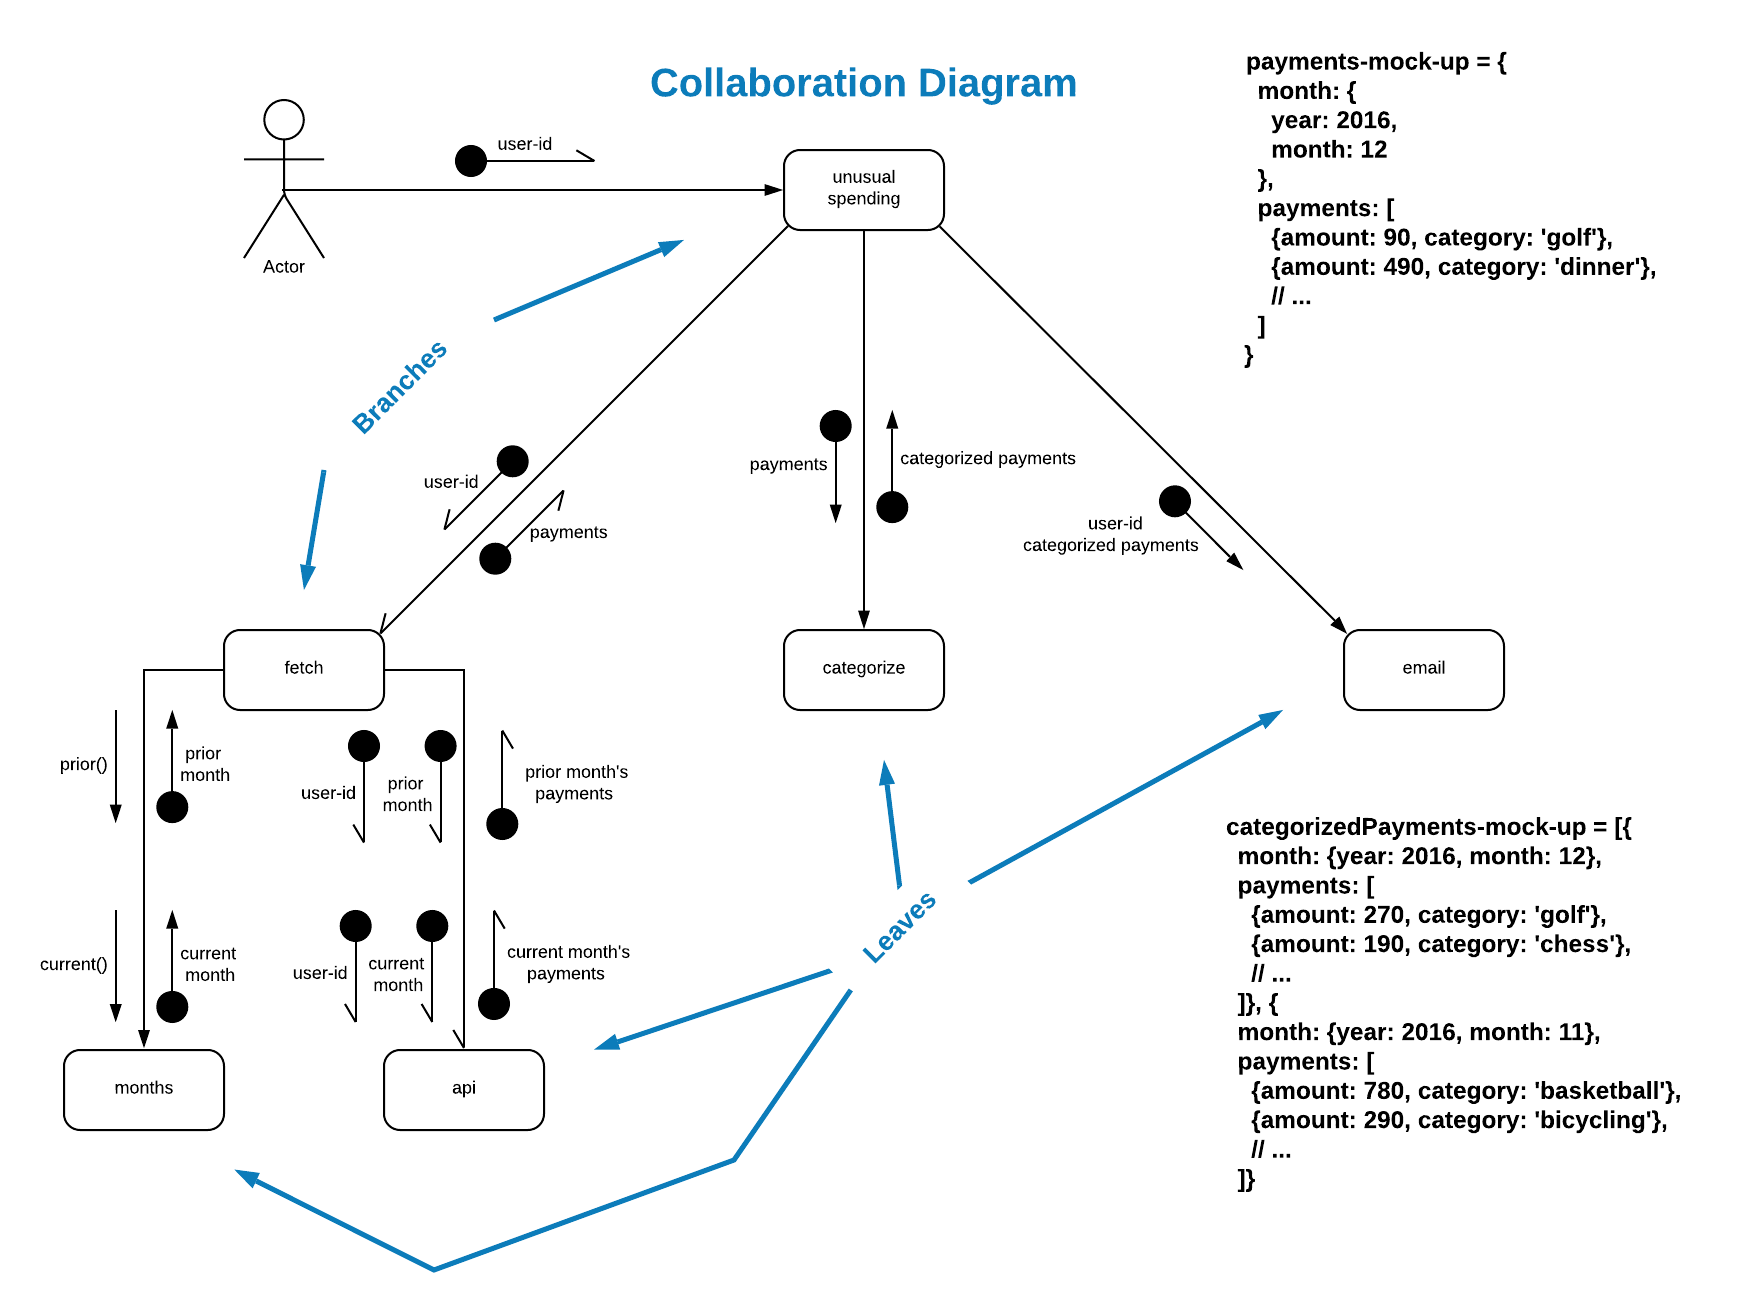 Collaboration Diagram
payments-mock-up = {
month: {
year: 2016,
month: 12
},
payments: [
{amount: 90, category: 'golf'},
{amount: 490, category: 'dinner'},
// ...
]
}
user-id
unusual
spending
Actor
Branches
user-id
payments
payments
categorized payments
user-id
categorized payments
fetch
categorize
email
prior()
prior
month
user-id
prior
month
prior month's
payments
current()
current
month
user-id
current
month
current month's
payments
Leaves
months
api
categorizedPayments-mock-up = [{
month: {year: 2016, month: 12},
payments: [
{amount: 270, category: 'golf'},
{amount: 190, category: 'chess'},
// ...
]}, {
month: {year: 2016, month: 11},
payments: [
{amount: 780, category: 'basketball'},
{amount: 290, category: 'bicycling'},
// ...
]}